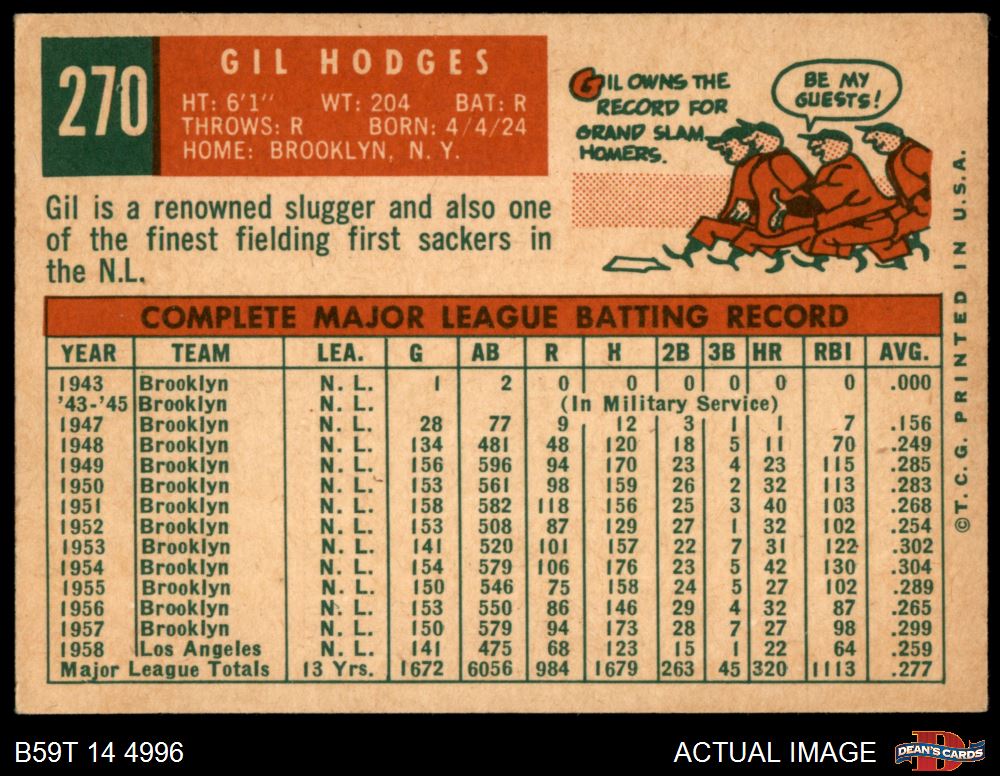 270
GIL HODGES
HT: 6'1" WT: 204 BAT: R
THROWS: R BORN: 4/4/24
HOME: BROOKLYN, N. Y.
GIL OWNS THE
RECORD FOR
GRAND SLAM
HOMERS.
BE MY
GUESTS!
Gil is a renowned slugger and also one
of the finest fielding first sackers in
the N.L.
COMPLETE MAJOR LEAGUE BATTING RECORD
YEAR TEAM LEA. G AB R H 2B 3B HR RBI AVG.
1943 Brooklyn N. L. 1 2 0 0 0 0 0 0 .000
'43-'45 Brooklyn N. L. (In Military Service)
1947 Brooklyn N. L. 28 77 9 12 3 1 1 7 .156
1948 Brooklyn N. L. 134 481 48 120 18 5 11 70 .249
1949 Brooklyn N. L. 156 596 94 170 23 4 23 115 .285
1950 Brooklyn N. L. 153 561 98 159 26 2 32 113 .283
1951 Brooklyn N. L. 158 582 118 156 25 3 40 103 .268
1952 Brooklyn N. L. 153 508 87 129 27 1 32 102 .254
1953 Brooklyn N. L. 141 520 101 157 22 7 31 122 .302
1954 Brooklyn N. L. 154 579 106 176 23 5 42 130 .304
1955 Brooklyn N. L. 150 546 75 158 24 5 27 102 .289
1956 Brooklyn N. L. 153 550 86 146 29 4 32 87 .265
1957 Brooklyn N. L. 150 579 94 173 28 7 27 98 .299
1958 Los Angeles N. L. 141 475 68 123 15 1 22 64 .259
Major League Totals 13 Yrs. 1672 6056 984 1679 263 45 320 1113 .277
©T. C. G. PRINTED IN U.S.A.
B59T 14 4996
ACTUAL IMAGE
D
DEAN'S CARDS